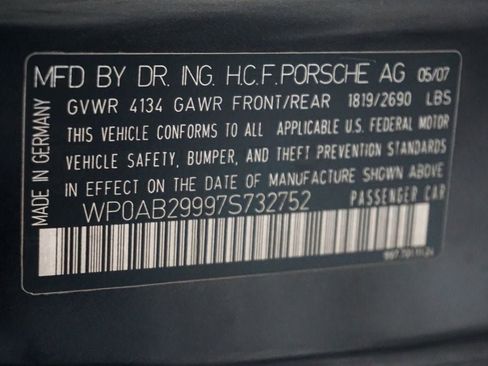 MFD BY DR. ING. H.C.F. PORSCHE AG 05/07
GVWR 4134 GAWR FRONT/REAR 1819/2690 LBS
THIS VEHICLE CONFORMS TO ALL APPLICABLE U.S. FEDERAL MOTOR
VEHICLE SAFETY, BUMPER, AND THEFT PREVENTION STANDARDS
IN EFFECT ON THE DATE OF MANUFACTURE SHOWN ABOVE
WP0AB29997S732752 PASSENGER CAR
MADE IN GERMANY